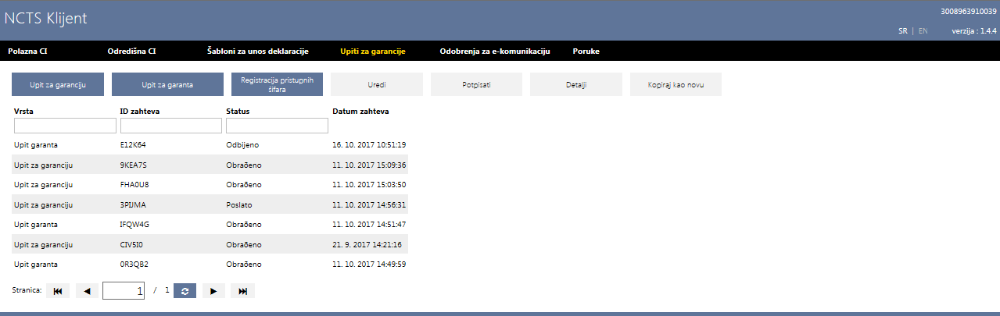 3008963910039
NCTS Klijent
SR | EN verzija : 1.4.4
Polazna CI Odredišna CI Šabloni za unos deklaracije Upiti za garancije Odobrenja za e-komunikaciju Poruke
Upit za garanciju Upit za garanta Registracija pristupnih šifara Uredi Potpisati Detalji Kopiraj kao novu
Vrsta ID zahteva Status Datum zahteva
Upit garanta E12K64 Odbijeno 16. 10. 2017 10:51:19
Upit za garanciju 9KEA7S Obrađeno 11. 10. 2017 15:09:36
Upit za garanciju FHA0U8 Obrađeno 11. 10. 2017 15:03:50
Upit za garanciju 3PIJMA Poslato 11. 10. 2017 14:56:31
Upit garanta IFQW4G Obrađeno 11. 10. 2017 14:51:47
Upit za garanciju CIV5I0 Obrađeno 21. 9. 2017 14:21:16
Upit garanta 0R3QB2 Obrađeno 11. 10. 2017 14:49:59
Stranica: 1 / 1